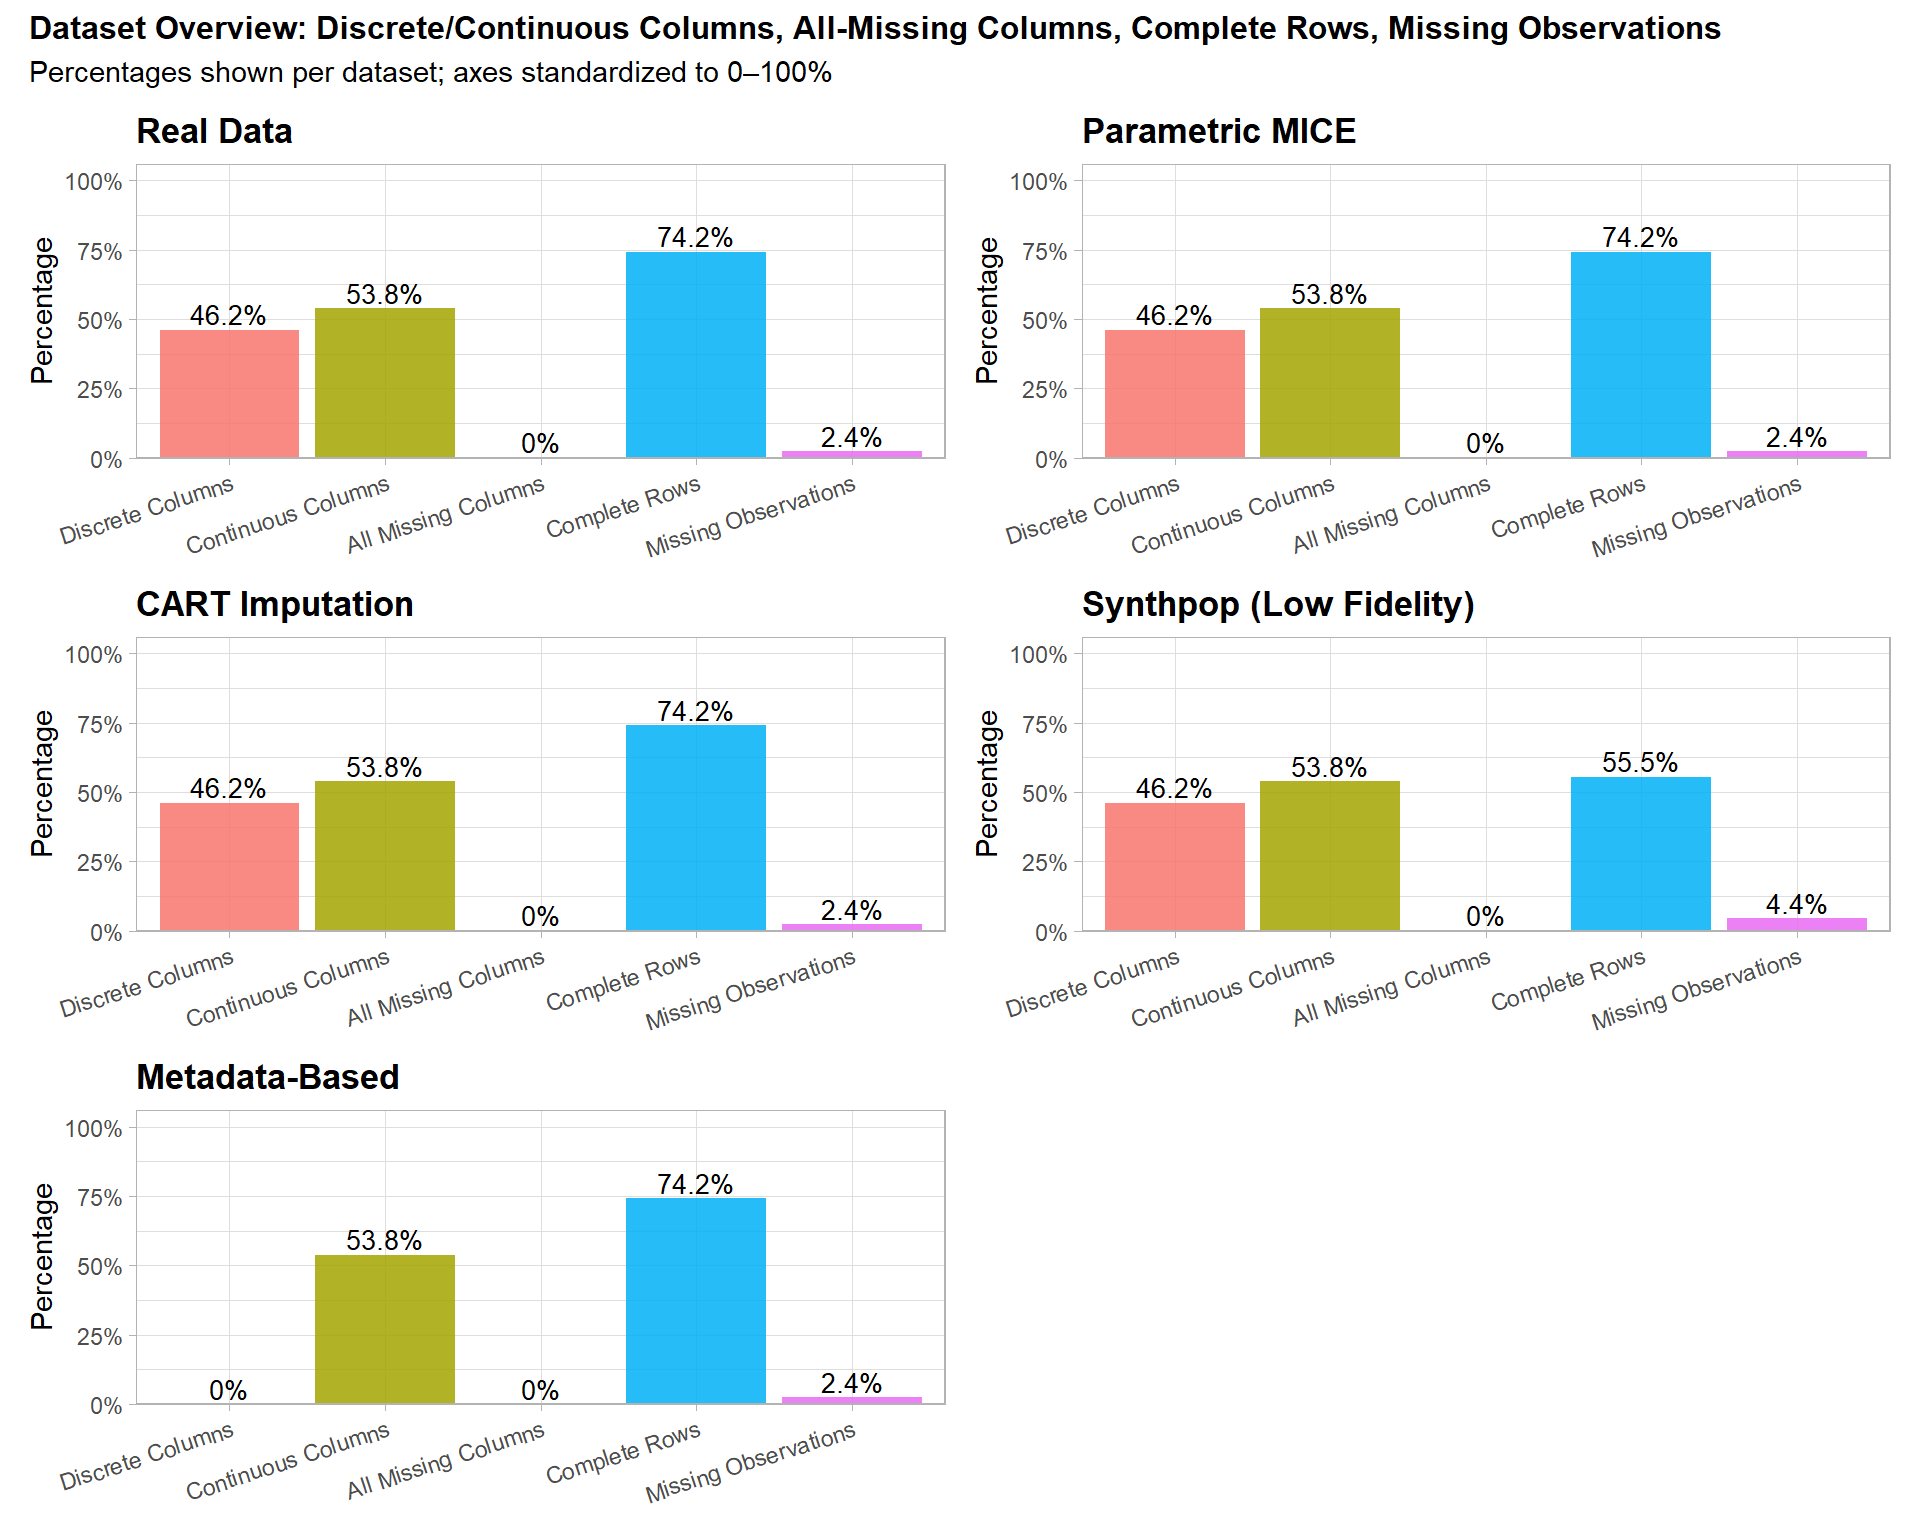 Dataset Overview: Discrete/Continuous Columns, All-Missing Columns, Complete Rows, Missing Observations
Percentages shown per dataset; axes standardized to 0–100%
Real Data
Percentage
100%
75%
50%
25%
0%
46.2%
53.8%
0%
74.2%
2.4%
Discrete Columns
Continuous Columns
All Missing Columns
Complete Rows
Missing Observations
Parametric MICE
Percentage
100%
75%
50%
25%
0%
46.2%
53.8%
0%
74.2%
2.4%
Discrete Columns
Continuous Columns
All Missing Columns
Complete Rows
Missing Observations
CART Imputation
Percentage
100%
75%
50%
25%
0%
46.2%
53.8%
0%
74.2%
2.4%
Discrete Columns
Continuous Columns
All Missing Columns
Complete Rows
Missing Observations
Synthpop (Low Fidelity)
Percentage
100%
75%
50%
25%
0%
46.2%
53.8%
0%
55.5%
4.4%
Discrete Columns
Continuous Columns
All Missing Columns
Complete Rows
Missing Observations
Metadata-Based
Percentage
100%
75%
50%
25%
0%
0%
53.8%
0%
74.2%
2.4%
Discrete Columns
Continuous Columns
All Missing Columns
Complete Rows
Missing Observations